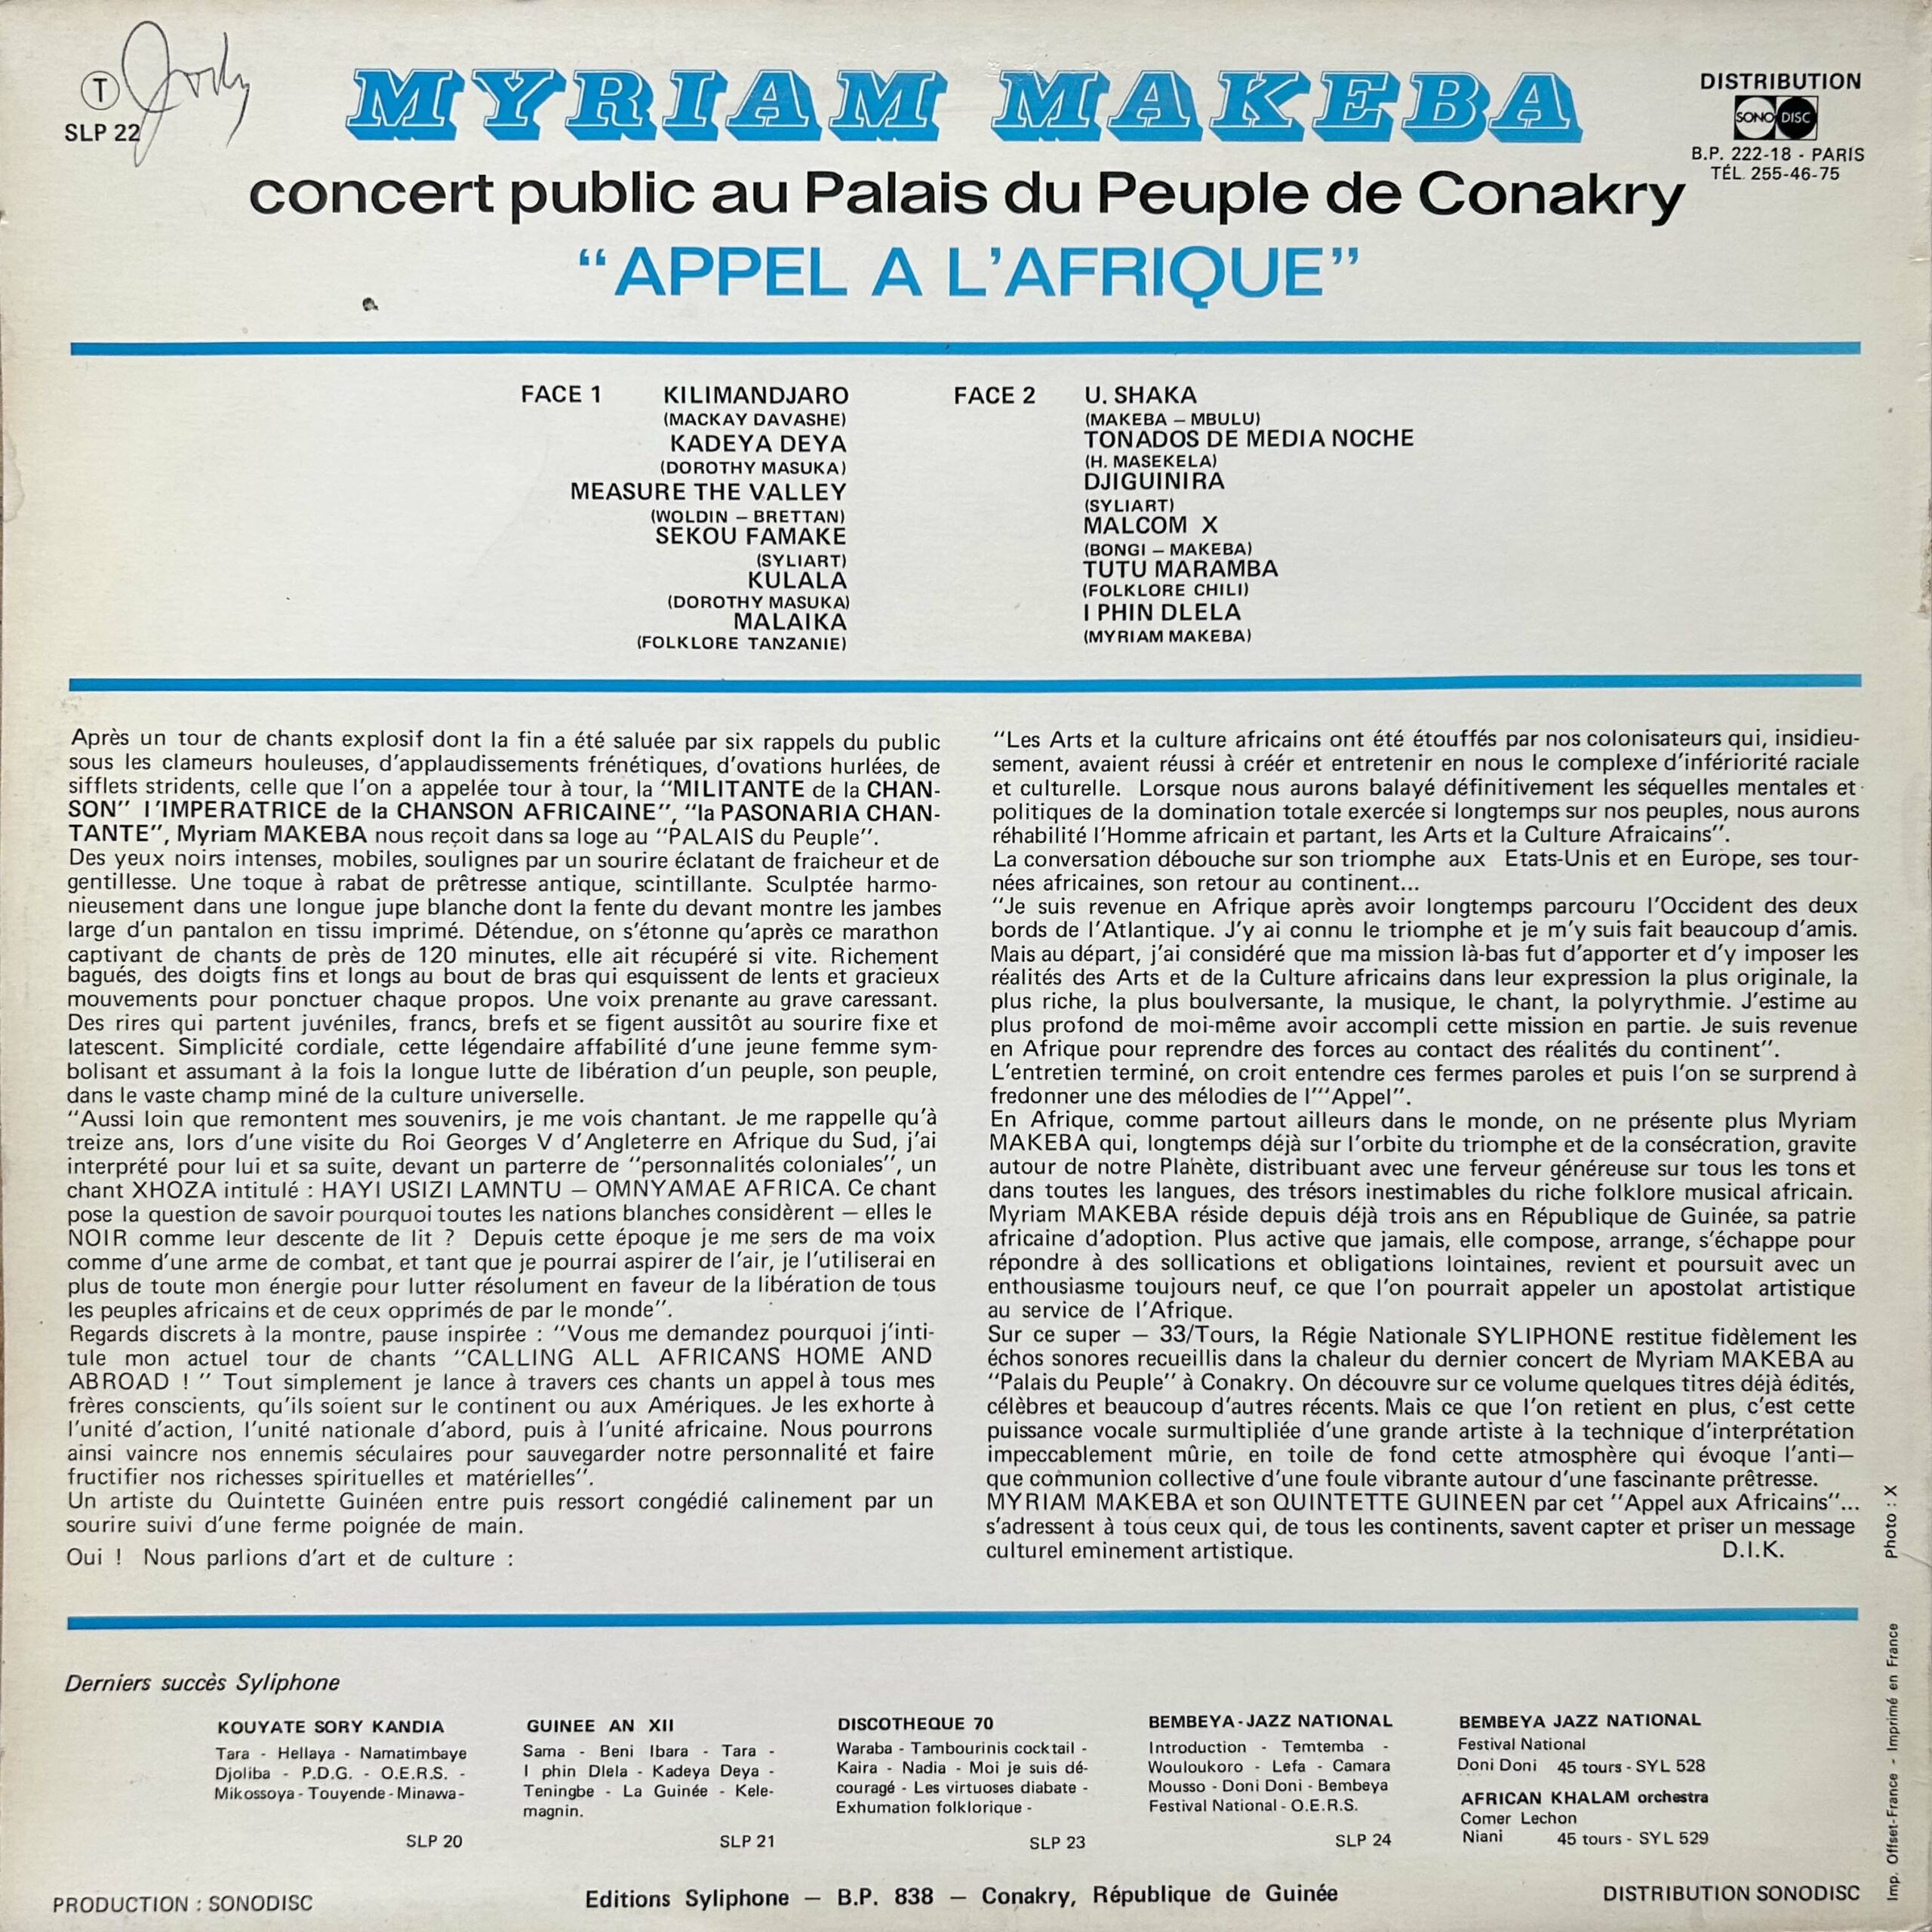 T Jordy
SLP 22
MYRIAM MAKEBA
DISTRIBUTION
SONO DISC
B.P. 222-18 - PARIS
TÉL. 255-46-75
concert public au Palais du Peuple de Conakry
“APPEL A L’AFRIQUE”
FACE 1
KILIMANDJARO
(MACKAY DAVASHE)
KADEYA DEYA
(DOROTHY MASUKA)
MEASURE THE VALLEY
(WOLDIN – BRETTAN)
SEKOU FAMAKE
(SYLIART)
KULALA
(DOROTHY MASUKA)
MALAIKA
(FOLKLORE TANZANIE)
FACE 2
U. SHAKA
(MAKEBA – MBULU)
TONADOS DE MEDIA NOCHE
(H. MASEKELA)
DJIGUINIRA
(SYLIART)
MALCOM X
(BONGI – MAKEBA)
TUTU MARAMBA
(FOLKLORE CHILI)
I PHIN DLELA
(MYRIAM MAKEBA)
Après un tour de chants explosif dont la fin a été saluée par six rappels du public
sous les clameurs houleuses, d’applaudissements frénétiques, d’ovations hurlées, de
sifflets stridents, celle que l’on a appelée tour à tour, la “MILITANTE de la CHAN-
SON” l’IMPERATRICE de la CHANSON AFRICAINE”, “la PASONARIA CHAN-
TANTE”, Myriam MAKEBA nous reçoit dans sa loge au “PALAIS du Peuple”.
Des yeux noirs intenses, mobiles, soulignes par un sourire éclatant de fraicheur et de
gentillesse. Une toque à rabat de prêtresse antique, scintillante. Sculptée harmo-
nieusement dans une longue jupe blanche dont la fente du devant montre les jambes
large d’un pantalon en tissu imprimé. Détendue, on s’étonne qu’après ce marathon
captivant de chants de près de 120 minutes, elle ait récupéré si vite. Richement
bagués, des doigts fins et longs au bout de bras qui esquissent de lents et gracieux
mouvements pour ponctuer chaque propos. Une voix prenante au grave caressant.
Des rires qui partent juvéniles, francs, brefs et se figent aussitôt au sourire fixe et
latescent. Simplicité cordiale, cette légendaire affabilité d’une jeune femme sym-
bolisant et assumant à la fois la longue lutte de libération d’un peuple, son peuple,
dans le vaste champ miné de la culture universelle.
“Aussi loin que remontent mes souvenirs, je me vois chantant. Je me rappelle qu’à
treize ans, lors d’une visite du Roi Georges V d’Angleterre en Afrique du Sud, j’ai
interprété pour lui et sa suite, devant un parterre de “personnalités coloniales”, un
chant XHOZA intitulé : HAYI USIZI LAMNTU – OMNYAMAE AFRICA. Ce chant
pose la question de savoir pourquoi toutes les nations blanches considèrent – elles le
NOIR comme leur descente de lit ? Depuis cette époque je me sers de ma voix
comme d’une arme de combat, et tant que je pourrai aspirer de l’air, je l’utiliserai en
plus de toute mon énergie pour lutter résolument en faveur de la libération de tous
les peuples africains et de ceux opprimés de par le monde”.
Regards discrets à la montre, pause inspirée : “Vous me demandez pourquoi j’inti-
tule mon actuel tour de chants “CALLING ALL AFRICANS HOME AND
ABROAD ! ” Tout simplement je lance à travers ces chants un appel à tous mes
frères conscients, qu’ils soient sur le continent ou aux Amériques. Je les exhorte à
l’unité d’action, l’unité nationale d’abord, puis à l’unité africaine. Nous pourrons
ainsi vaincre nos ennemis séculaires pour sauvegarder notre personnalité et faire
fructifier nos richesses spirituelles et matérielles”.
Un artiste du Quintette Guinéen entre puis ressort congédié calinement par un
sourire suivi d’une ferme poignée de main.
Oui ! Nous parlions d’art et de culture :
“Les Arts et la culture africains ont été étouffés par nos colonisateurs qui, insidieu-
sement, avaient réussi à créér et entretenir en nous le complexe d’infériorité raciale
et culturelle. Lorsque nous aurons balayé définitivement les séquelles mentales et
politiques de la domination totale exercée si longtemps sur nos peuples, nous aurons
réhabilité l’Homme africain et partant, les Arts et la Culture Afraicains”.
La conversation débouche sur son triomphe aux Etats-Unis et en Europe, ses tour-
nées africaines, son retour au continent...
“Je suis revenue en Afrique après avoir longtemps parcouru l’Occident des deux
bords de l’Atlantique. J’y ai connu le triomphe et je m’y suis fait beaucoup d’amis.
Mais au départ, j’ai considéré que ma mission là-bas fut d’apporter et d’y imposer les
réalités des Arts et de la Culture africains dans leur expression la plus originale, la
plus riche, la plus boulversante, la musique, le chant, la polyrythmie. J’estime au
plus profond de moi-même avoir accompli cette mission en partie. Je suis revenue
en Afrique pour reprendre des forces au contact des réalités du continent”.
L’entretien terminé, on croit entendre ces fermes paroles et puis l’on se surprend à
fredonner une des mélodies de l’“Appel”.
En Afrique, comme partout ailleurs dans le monde, on ne présente plus Myriam
MAKEBA qui, longtemps déjà sur l’orbite du triomphe et de la consécration, gravite
autour de notre Planète, distribuant avec une ferveur généreuse sur tous les tons et
dans toutes les langues, des trésors inestimables du riche folklore musical africain.
Myriam MAKEBA réside depuis déjà trois ans en République de Guinée, sa patrie
africaine d’adoption. Plus active que jamais, elle compose, arrange, s’échappe pour
répondre à des sollications et obligations lointaines, revient et poursuit avec un
enthousiasme toujours neuf, ce que l’on pourrait appeler un apostolat artistique
au service de l’Afrique.
Sur ce super – 33/Tours, la Régie Nationale SYLIPHONE restitue fidèlement les
échos sonores recueillis dans la chaleur du dernier concert de Myriam MAKEBA au
“Palais du Peuple” à Conakry. On découvre sur ce volume quelques titres déjà édités,
célèbres et beaucoup d’autres récents. Mais ce que l’on retient en plus, c’est cette
puissance vocale surmultipliée d’une grande artiste à la technique d’interprétation
impeccablement mûrie, en toile de fond cette atmosphère qui évoque l’anti–
que communion collective d’une foule vibrante autour d’une fascinante prêtresse.
MYRIAM MAKEBA et son QUINTETTE GUINEEN par cet “Appel aux Africains”...
s’adressent à tous ceux qui, de tous les continents, savent capter et priser un message
culturel eminement artistique. D.I.K.
Photo : X
Imp. Offset-France - Imprimé en France
Derniers succès Syliphone
KOUYATE SORY KANDIA
Tara - Hellaya - Namatimbaye
Djoliba - P.D.G. - O.E.R.S. -
Mikossoya - Touyende - Minawa -
SLP 20
GUINEE AN XII
Sama - Beni Ibara - Tara -
I phin Dlela - Kadeya Deya -
Teningbe - La Guinée - Kele-
magnin.
SLP 21
DISCOTHEQUE 70
Waraba - Tambourinis cocktail -
Kaira - Nadia - Moi je suis dé-
couragé - Les virtuoses diabate -
Exhumation folklorique -
SLP 23
BEMBEYA-JAZZ NATIONAL
Introduction - Temtemba -
Wouloukoro - Lefa - Camara
Mousso - Doni Doni - Bembeya
Festival National - O.E.R.S.
SLP 24
BEMBEYA JAZZ NATIONAL
Festival National
Doni Doni 45 tours - SYL 528
AFRICAN KHALAM orchestra
Comer Lechon
Niani 45 tours - SYL 529
PRODUCTION : SONODISC
Editions Syliphone – B.P. 838 – Conakry, République de Guinée
DISTRIBUTION SONODISC